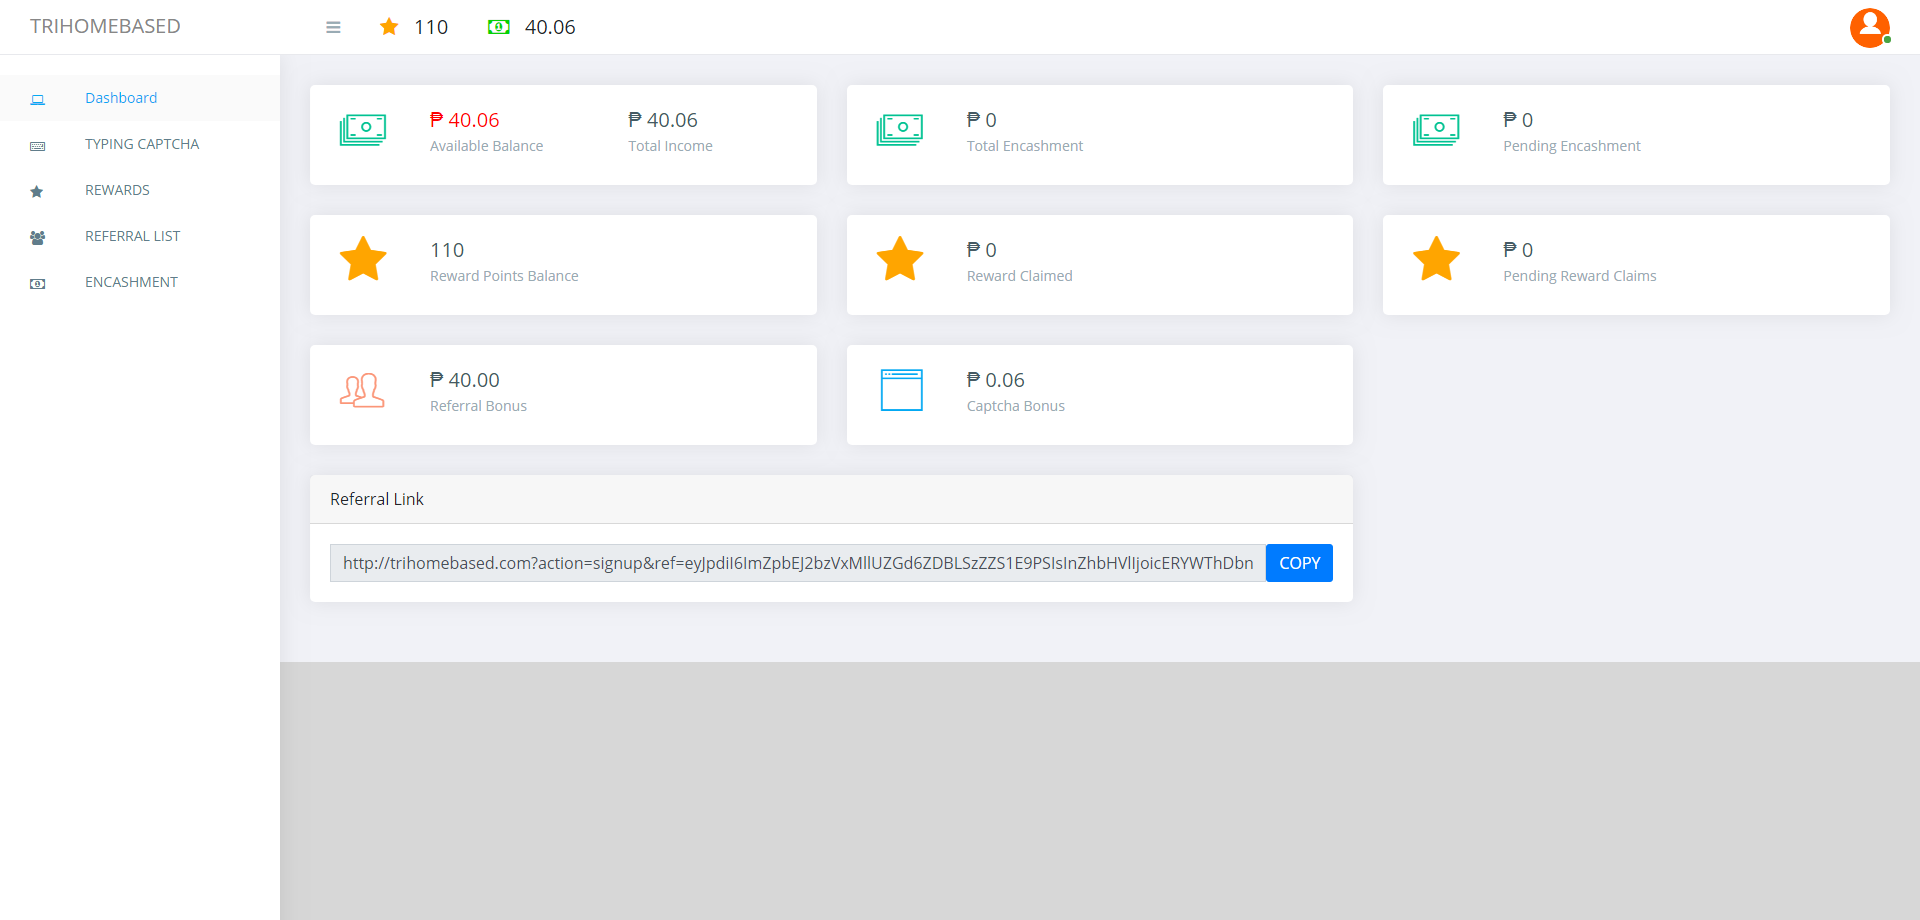 TRIHOMEBASED
110
40.06
Dashboard
TYPING CAPTCHA
REWARDS
REFERRAL LIST
ENCASHMENT
₱ 40.06
Available Balance
₱ 40.06
Total Income
₱ 0
Total Encashment
₱ 0
Pending Encashment
110
Reward Points Balance
₱ 0
Reward Claimed
₱ 0
Pending Reward Claims
₱ 40.00
Referral Bonus
₱ 0.06
Captcha Bonus
Referral Link
http://trihomebased.com?action=signup&ref=eyJpdiI6ImZpbEJ2bzVxMllUZGd6ZDBLSzZZS1E9PSIsInZhbHVlIjoicERYWThDbn
COPY